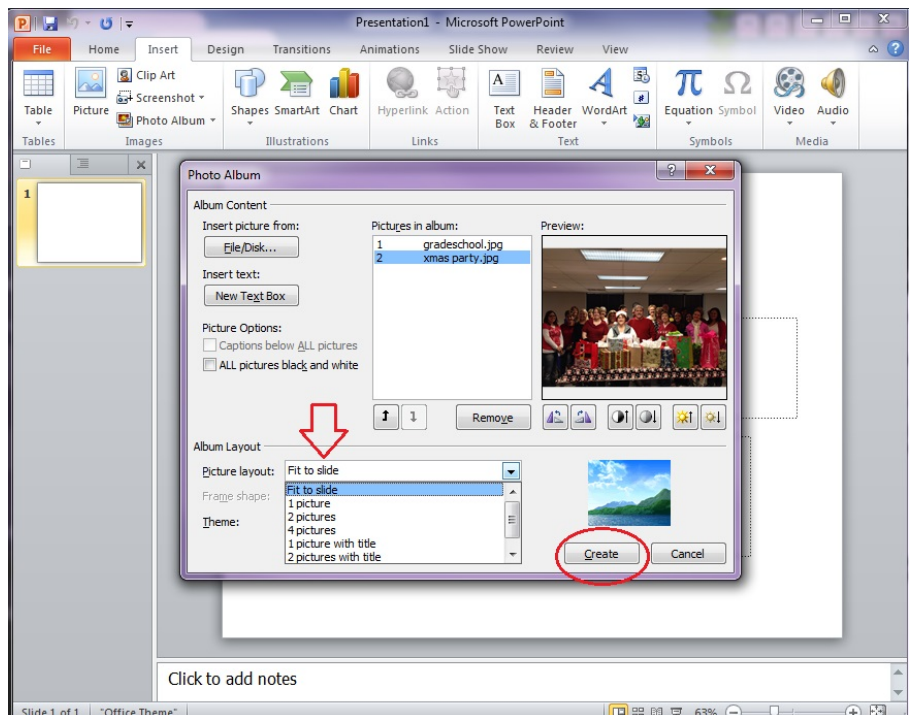 Presentation1 - Microsoft PowerPoint
File Home Insert Design Transitions Animations Slide Show Review View
Table
Picture
Clip Art
Screenshot
Photo Album
Shapes SmartArt Chart
Hyperlink Action
Text Box
Header & Footer
WordArt
Equation Symbol
Video Audio
Tables Images Illustrations Links Text Symbols Media
1
Photo Album
Album Content
Insert picture from:
File/Disk...
Insert text:
New Text Box
Picture Options:
Captions below ALL pictures
ALL pictures black and white
Pictures in album:
1 gradeschool.jpg
2 xmas party.jpg
Remove
Preview:
Album Layout
Picture layout: Fit to slide
Fit to slide
1 picture
2 pictures
4 pictures
1 picture with title
2 pictures with title
Frame shape:
Theme:
Create Cancel
Click to add notes
Slide 1 of 1 "Office Theme" 63%